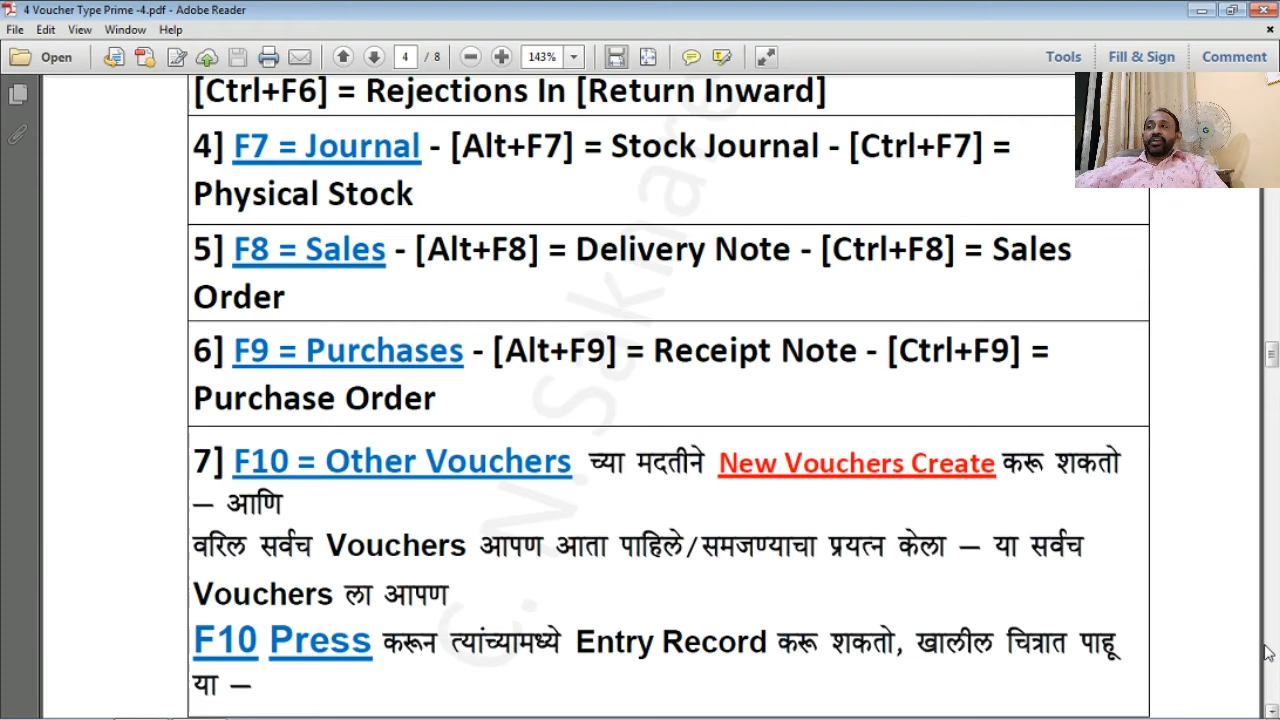 4 Voucher Type Prime -4.pdf - Adobe Reader
File Edit View Window Help
Open 4 / 8 143% Tools Fill & Sign Comment
[Ctrl+F6] = Rejections In [Return Inward]
4] F7 = Journal - [Alt+F7] = Stock Journal - [Ctrl+F7] =
Physical Stock
5] F8 = Sales - [Alt+F8] = Delivery Note - [Ctrl+F8] = Sales
Order
6] F9 = Purchases - [Alt+F9] = Receipt Note - [Ctrl+F9] =
Purchase Order
7] F10 = Other Vouchers च्या मदतीने New Vouchers Create करू शकतो
– आणि
वरिल सर्वच Vouchers आपण आता पाहिले/समजण्याचा प्रयत्न केला – या सर्वच
Vouchers ला आपण
F10 Press करून त्यांच्यामध्ये Entry Record करू शकतो, खालील चित्रात पाहू
या –